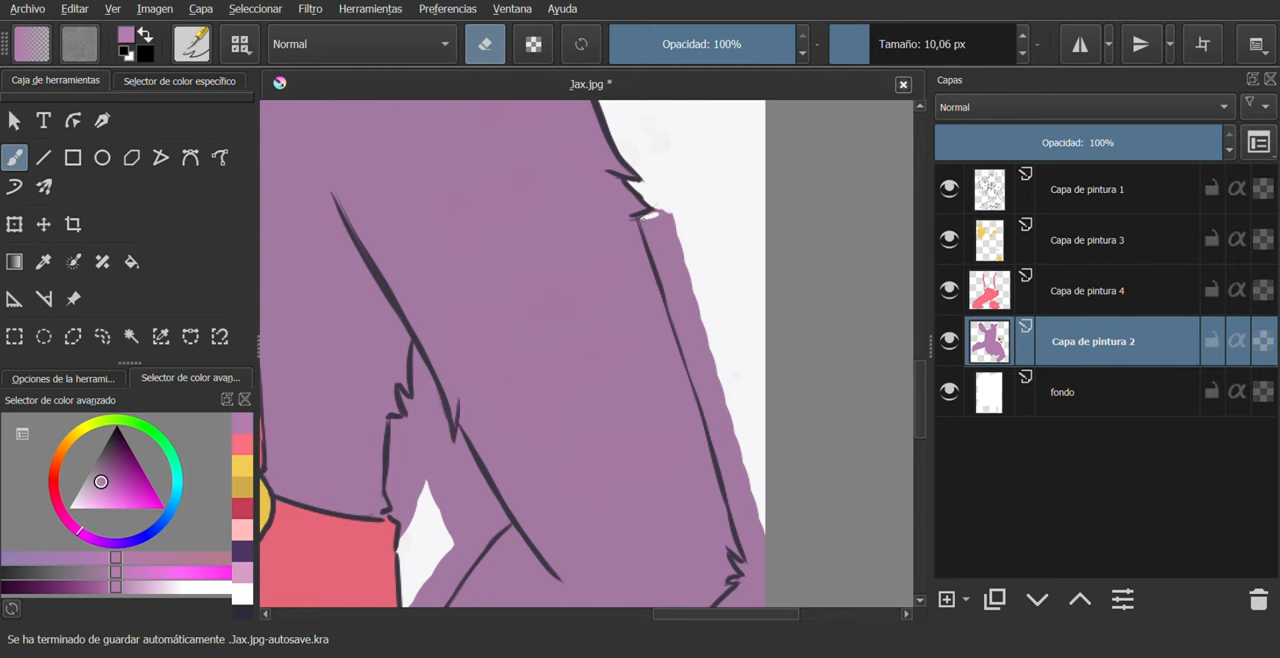 Archivo Editar Ver Imagen Capa Seleccionar Filtro Herramientas Preferencias Ventana Ayuda
Normal Opacidad: 100% Tamaño: 10,06 px
Caja de herramientas Selector de color específico
Jax.jpg *
Capas
Normal
Opacidad: 100%
Capa de pintura 1
Capa de pintura 3
Capa de pintura 4
Capa de pintura 2
fondo
Opciones de la herrami... Selector de color avan...
Selector de color avanzado
Se ha terminado de guardar automáticamente .Jax.jpg-autosave.kra